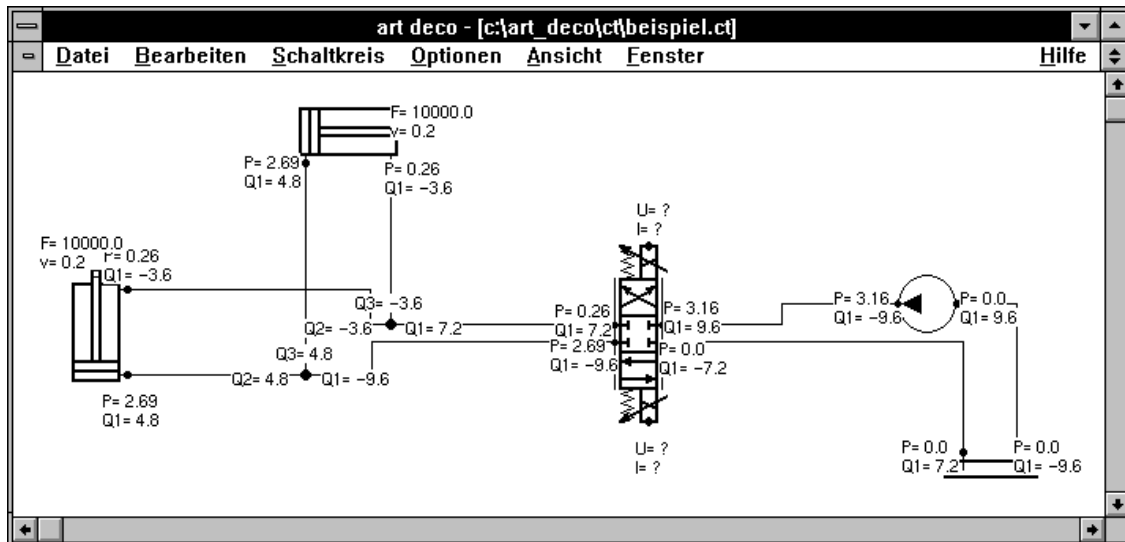 art deco - [c:\art_deco\ct\beispiel.ct]
Datei Bearbeiten Schaltkreis Optionen Ansicht Fenster Hilfe
F= 10000.0
v= 0.2
P= 2.69
Q1= 4.8
P= 0.26
Q1= −3.6
F= 10000.0
v= 0.2
P= 0.26
Q1= −3.6
Q3= −3.6
Q2= −3.6
Q1= 7.2
Q3= 4.8
Q2= 4.8
Q1= −9.6
P= 2.69
Q1= 4.8
U= ?
I= ?
P= 0.26
Q1= 7.2
P= 2.69
Q1= −9.6
P= 3.16
Q1= 9.6
P= 0.0
Q1= −7.2
U= ?
I= ?
P= 3.16
Q1= −9.6
P= 0.0
Q1= 9.6
P= 0.0
Q1= 7.2
P= 0.0
Q1= −9.6